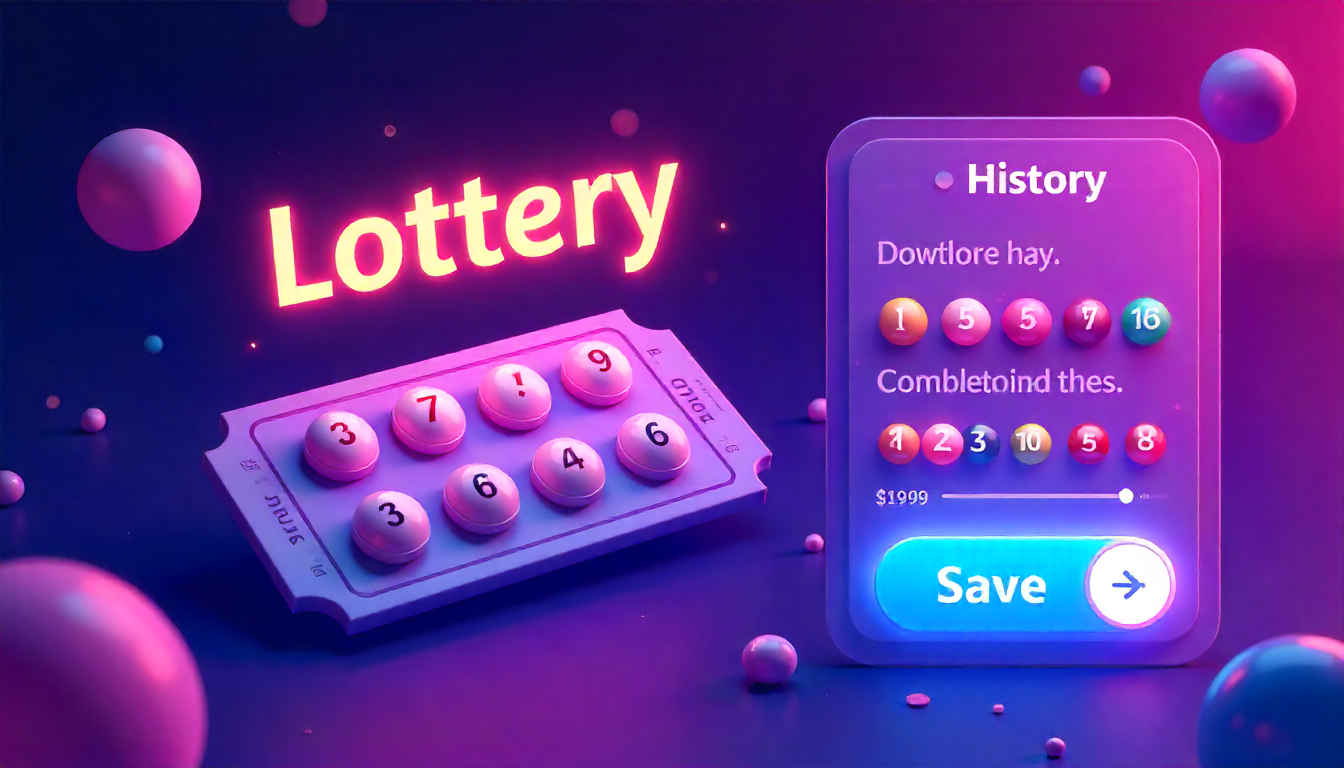 Lottery
3 7 ! 9
3 6 4 6
History
Dowtlore hay.
1 5 5 7 16
Combletoind thes.
1 2 3 10 5 8
$1999
Save